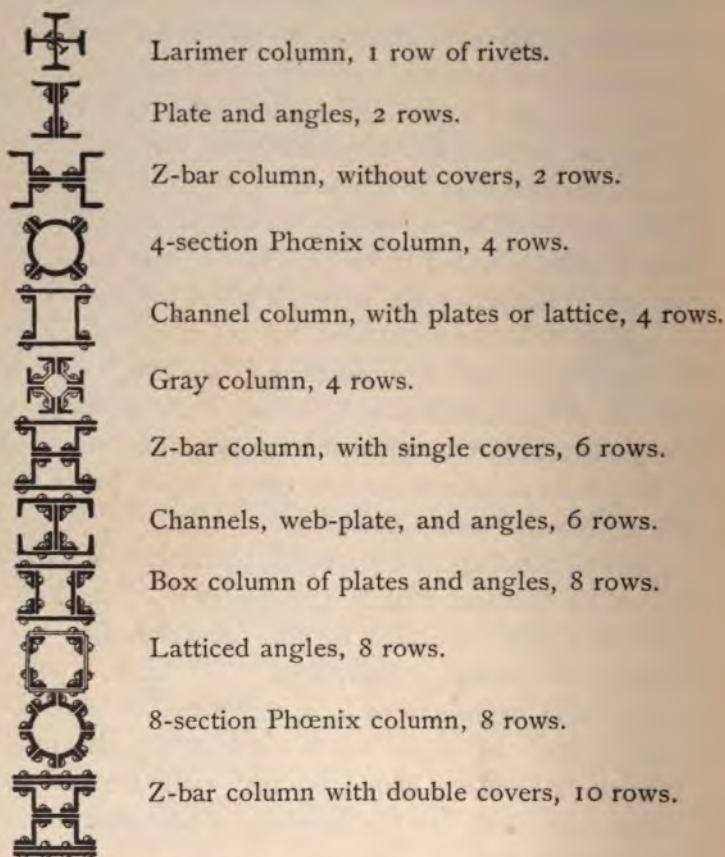 Larimer column, 1 row of rivets.
Plate and angles, 2 rows.
Z-bar column, without covers, 2 rows.
4-section Phœnix column, 4 rows.
Channel column, with plates or lattice, 4 rows.
Gray column, 4 rows.
Z-bar column, with single covers, 6 rows.
Channels, web-plate, and angles, 6 rows.
Box column of plates and angles, 8 rows.
Latticed angles, 8 rows.
8-section Phœnix column, 8 rows.
Z-bar column with double covers, 10 rows.